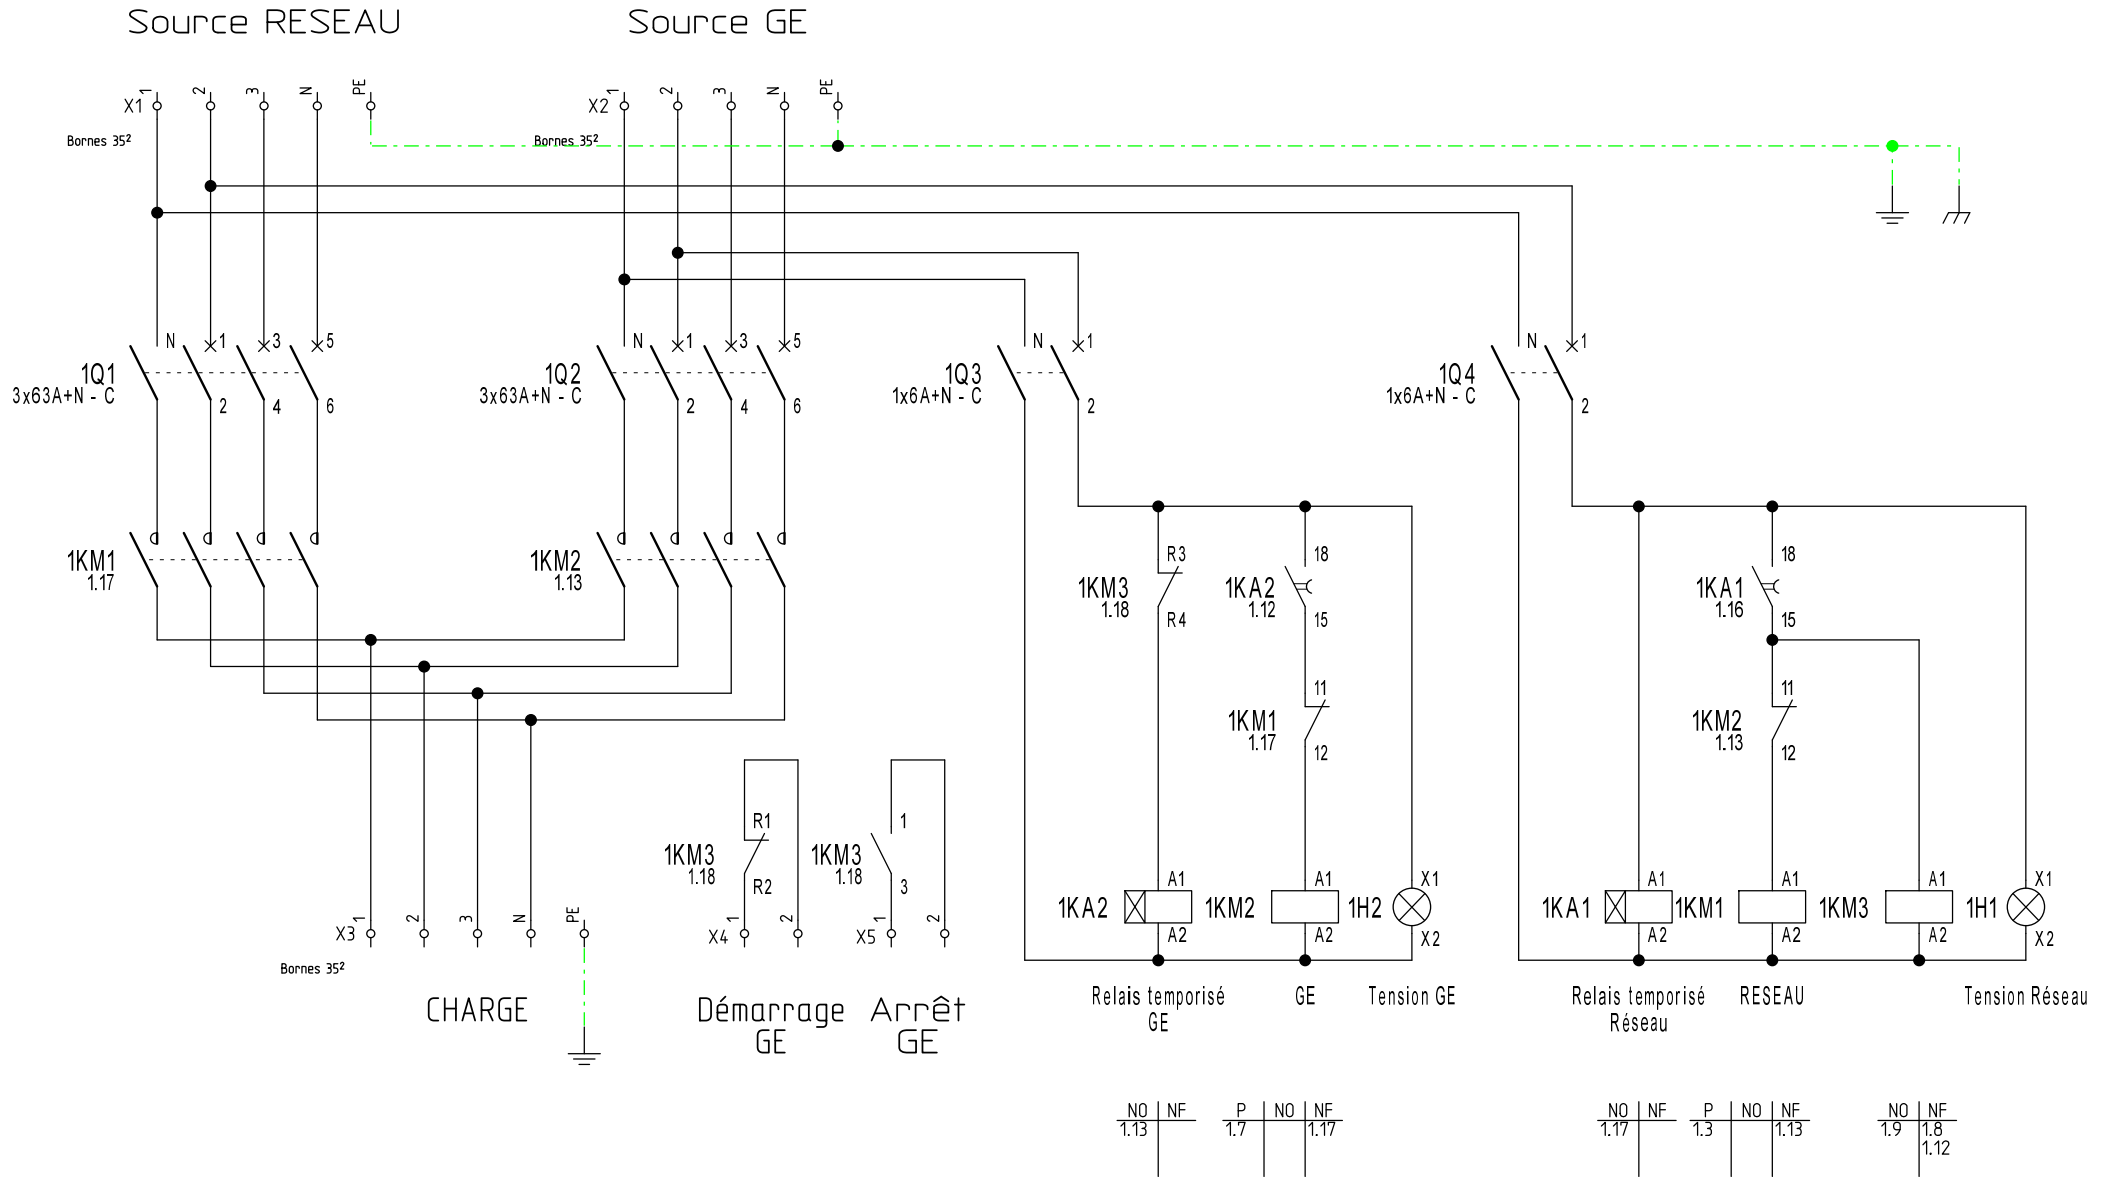 Source RESEAU
Source GE
X1 1 2 3 N PE
X2 1 2 3 N PE
Bornes 35²
Bornes 35²
1Q1
3x63A+N - C
N 1 3 5
2 4 6
1Q2
3x63A+N - C
N 1 3 5
2 4 6
1Q3
1x6A+N - C
N 1
2
1Q4
1x6A+N - C
N 1
2
1KM1
1.17
1KM2
1.13
1KM3
1.18
R3
R4
1KA2
1.12
18
15
1KA1
1.16
18
15
1KM1
1.17
11
12
1KM2
1.13
11
12
1KM3
1.18
R1
R2
1KM3
1.18
1
3
X3 1 2 3 N PE
Bornes 35²
X4 1 2
X5 1 2
1KA2
A1
A2
1KM2
A1
A2
1H2
X1
X2
1KA1
A1
A2
1KM1
A1
A2
1KM3
A1
A2
1H1
X1
X2
CHARGE
Démarrage
GE
Arrêt
GE
Relais temporisé
GE
GE
Tension GE
Relais temporisé
Réseau
RESEAU
Tension Réseau
NO NF
1.13
P NO NF
1.7 1.17
NO NF
1.17
P NO NF
1.3 1.13
NO NF
1.9 1.8
1.12